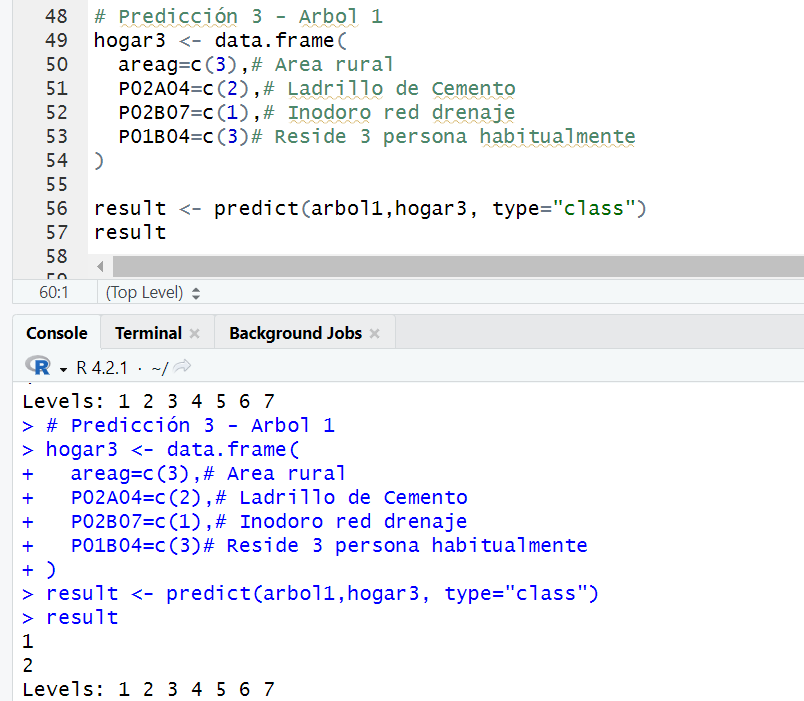 48 # Predicción 3 - Arbol 1
49 hogar3 <- data.frame(
50   areag=c(3),# Area rural
51   P02A04=c(2),# Ladrillo de Cemento
52   P02B07=c(1),# Inodoro red drenaje
53   P01B04=c(3)# Reside 3 persona habitualmente
54 )
55
56 result <- predict(arbol1,hogar3, type="class")
57 result
58
59
60:1 (Top Level)
Console Terminal Background Jobs
R R 4.2.1 · ~/
Levels: 1 2 3 4 5 6 7
> # Predicción 3 - Arbol 1
> hogar3 <- data.frame(
+   areag=c(3),# Area rural
+   P02A04=c(2),# Ladrillo de Cemento
+   P02B07=c(1),# Inodoro red drenaje
+   P01B04=c(3)# Reside 3 persona habitualmente
+ )
> result <- predict(arbol1,hogar3, type="class")
> result
1
2
Levels: 1 2 3 4 5 6 7